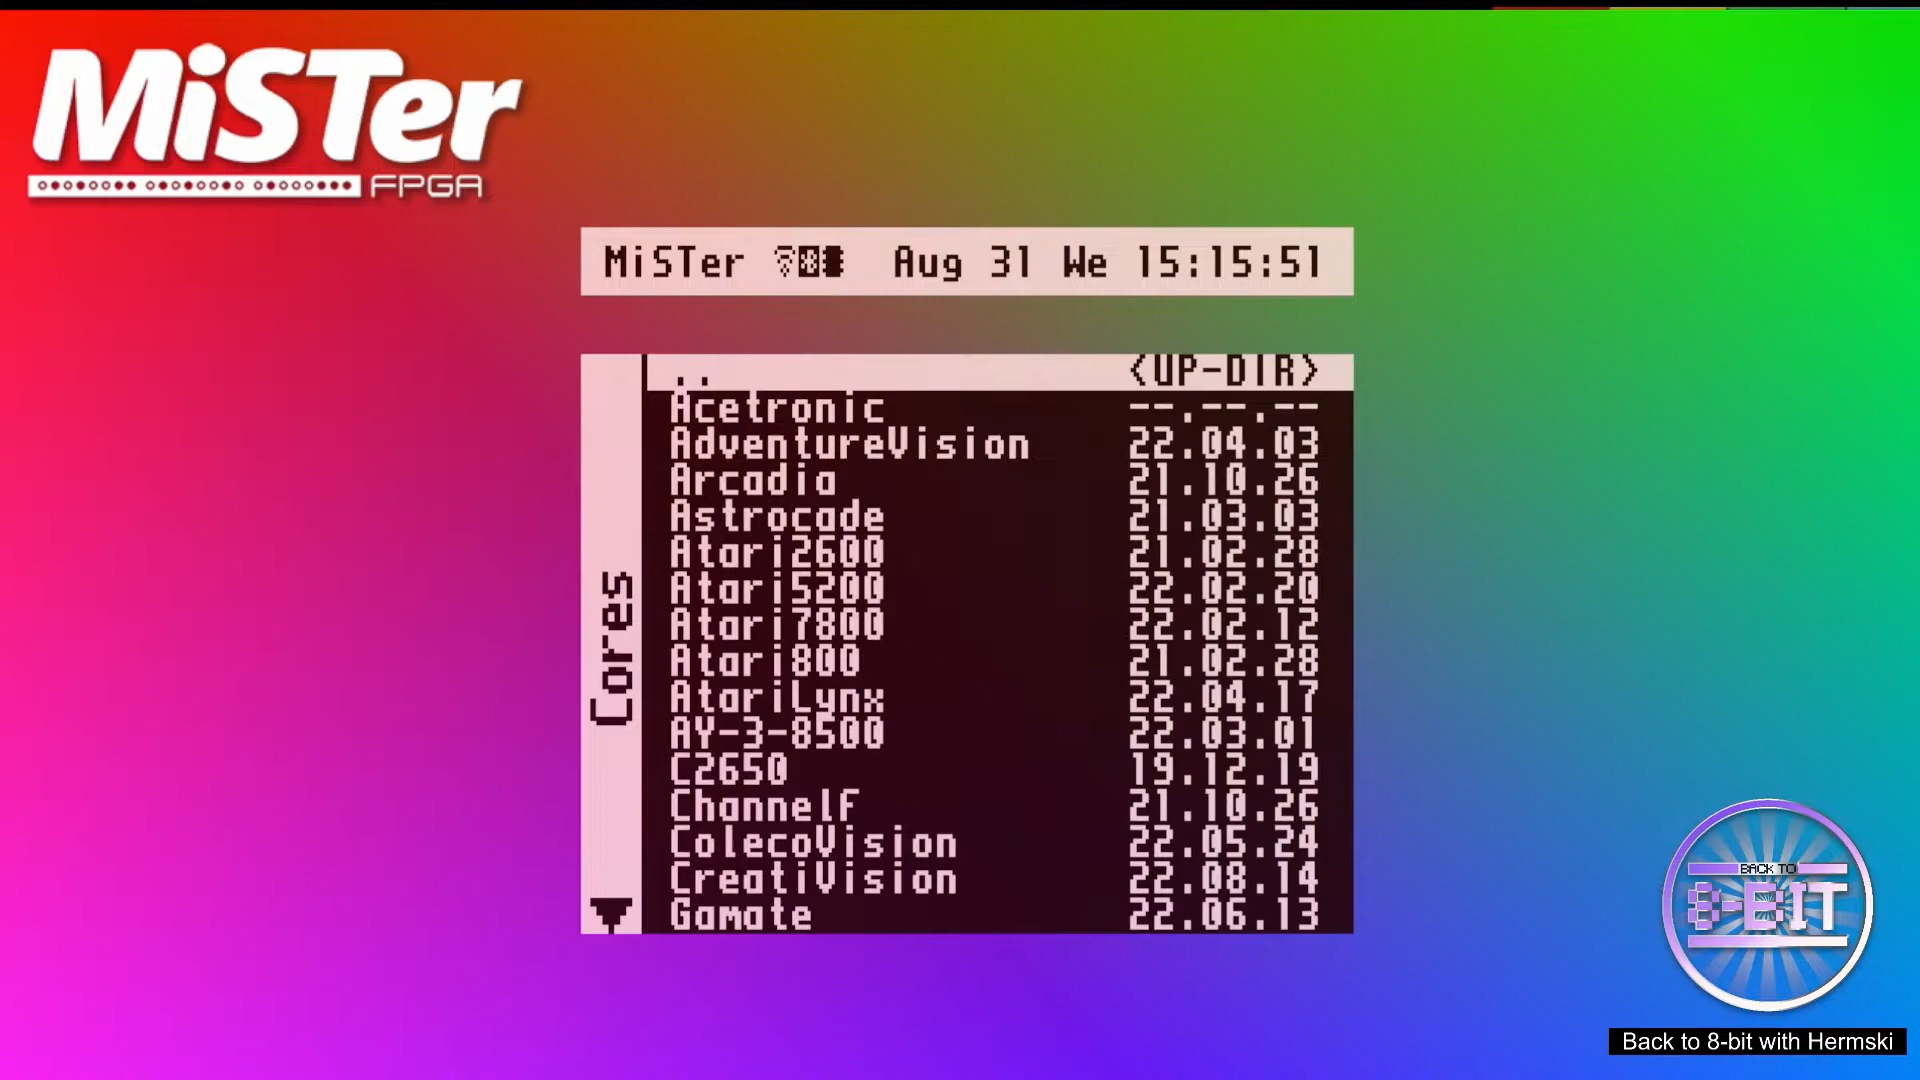 MiSTer
FPGA
MiSTer Aug 31 We 15:15:51
Cores
.. <UP-DIR>
Acetronic --.--.--
AdventureVision 22.04.03
Arcadia 21.10.26
Astrocade 21.03.03
Atari2600 21.02.28
Atari5200 22.02.20
Atari7800 22.02.12
Atari800 21.02.28
AtariLynx 22.04.17
AY-3-8500 22.03.01
C2650 19.12.19
ChannelF 21.10.26
ColecoVision 22.05.24
CreatiVision 22.08.14
Gamate 22.06.13
BACK TO
8-BIT
Back to 8-bit with Hermski